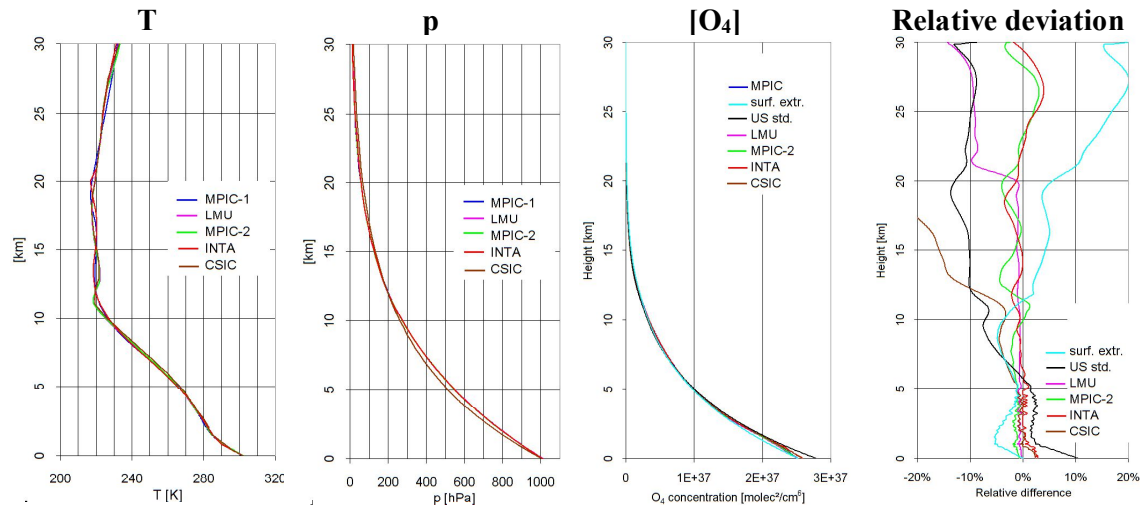 T
30
25
20
15
10
5
0
[km]
MPIC-1
LMU
MPIC-2
INTA
CSIC
200
240
280
320
T [K]
p
30
25
20
15
10
5
0
[km]
MPIC-1
LMU
MPIC-2
INTA
CSIC
0
200
400
600
800
1000
p [hPa]
[O₄]
30
25
20
15
10
5
0
Height [km]
MPIC
surf. extr.
US std.
LMU
MPIC-2
INTA
CSIC
0
1E+37
2E+37
3E+37
O₄ concentration [molec²/cm⁶]
Relative deviation
30
25
20
15
10
5
0
Height [km]
surf. extr.
US std.
LMU
MPIC-2
INTA
CSIC
-20%
-10%
0%
10%
20%
Relative difference